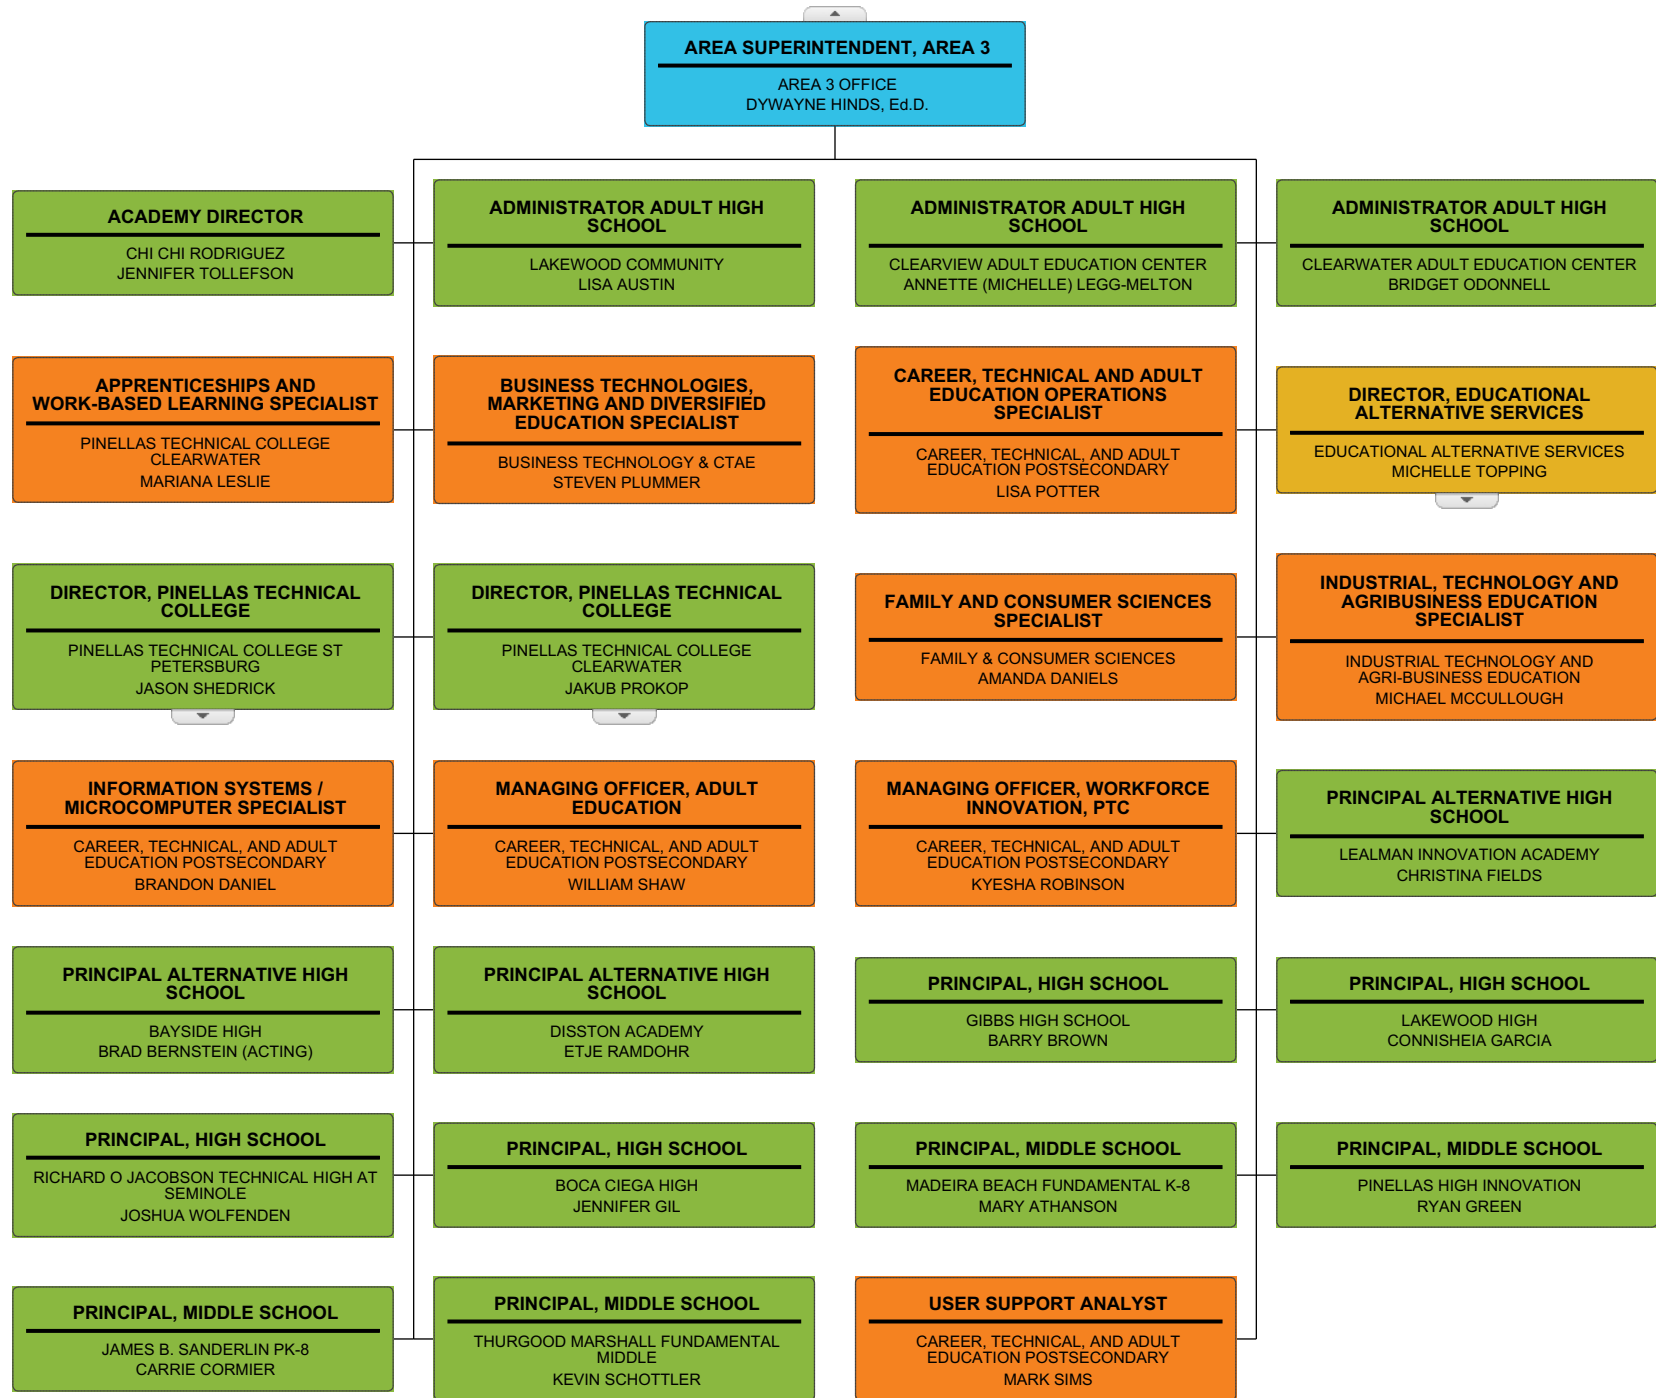 AREA SUPERINTENDENT, AREA 3
AREA 3 OFFICE
DYWAYNE HINDS, Ed.D.
ACADEMY DIRECTOR
CHI CHI RODRIGUEZ
JENNIFER TOLLEFSON
ADMINISTRATOR ADULT HIGH
SCHOOL
LAKEWOOD COMMUNITY
LISA AUSTIN
ADMINISTRATOR ADULT HIGH
SCHOOL
CLEARVIEW ADULT EDUCATION CENTER
ANNETTE (MICHELLE) LEGG-MELTON
ADMINISTRATOR ADULT HIGH
SCHOOL
CLEARWATER ADULT EDUCATION CENTER
BRIDGET ODONNELL
APPRENTICESHIPS AND
WORK-BASED LEARNING SPECIALIST
PINELLAS TECHNICAL COLLEGE
CLEARWATER
MARIANA LESLIE
BUSINESS TECHNOLOGIES,
MARKETING AND DIVERSIFIED
EDUCATION SPECIALIST
BUSINESS TECHNOLOGY & CTAE
STEVEN PLUMMER
CAREER, TECHNICAL AND ADULT
EDUCATION OPERATIONS
SPECIALIST
CAREER, TECHNICAL, AND ADULT
EDUCATION POSTSECONDARY
LISA POTTER
DIRECTOR, EDUCATIONAL
ALTERNATIVE SERVICES
EDUCATIONAL ALTERNATIVE SERVICES
MICHELLE TOPPING
DIRECTOR, PINELLAS TECHNICAL
COLLEGE
PINELLAS TECHNICAL COLLEGE ST
PETERSBURG
JASON SHEDRICK
DIRECTOR, PINELLAS TECHNICAL
COLLEGE
PINELLAS TECHNICAL COLLEGE
CLEARWATER
JAKUB PROKOP
FAMILY AND CONSUMER SCIENCES
SPECIALIST
FAMILY & CONSUMER SCIENCES
AMANDA DANIELS
INDUSTRIAL, TECHNOLOGY AND
AGRIBUSINESS EDUCATION
SPECIALIST
INDUSTRIAL TECHNOLOGY AND
AGRI-BUSINESS EDUCATION
MICHAEL MCCULLOUGH
INFORMATION SYSTEMS /
MICROCOMPUTER SPECIALIST
CAREER, TECHNICAL, AND ADULT
EDUCATION POSTSECONDARY
BRANDON DANIEL
MANAGING OFFICER, ADULT
EDUCATION
CAREER, TECHNICAL, AND ADULT
EDUCATION POSTSECONDARY
WILLIAM SHAW
MANAGING OFFICER, WORKFORCE
INNOVATION, PTC
CAREER, TECHNICAL, AND ADULT
EDUCATION POSTSECONDARY
KYESHA ROBINSON
PRINCIPAL ALTERNATIVE HIGH
SCHOOL
LEALMAN INNOVATION ACADEMY
CHRISTINA FIELDS
PRINCIPAL ALTERNATIVE HIGH
SCHOOL
BAYSIDE HIGH
BRAD BERNSTEIN (ACTING)
PRINCIPAL ALTERNATIVE HIGH
SCHOOL
DISSTON ACADEMY
ETJE RAMDOHR
PRINCIPAL, HIGH SCHOOL
GIBBS HIGH SCHOOL
BARRY BROWN
PRINCIPAL, HIGH SCHOOL
LAKEWOOD HIGH
CONNISHEIA GARCIA
PRINCIPAL, HIGH SCHOOL
RICHARD O JACOBSON TECHNICAL HIGH AT
SEMINOLE
JOSHUA WOLFENDEN
PRINCIPAL, HIGH SCHOOL
BOCA CIEGA HIGH
JENNIFER GIL
PRINCIPAL, MIDDLE SCHOOL
MADEIRA BEACH FUNDAMENTAL K-8
MARY ATHANSON
PRINCIPAL, MIDDLE SCHOOL
PINELLAS HIGH INNOVATION
RYAN GREEN
PRINCIPAL, MIDDLE SCHOOL
JAMES B. SANDERLIN PK-8
CARRIE CORMIER
PRINCIPAL, MIDDLE SCHOOL
THURGOOD MARSHALL FUNDAMENTAL
MIDDLE
KEVIN SCHOTTLER
USER SUPPORT ANALYST
CAREER, TECHNICAL, AND ADULT
EDUCATION POSTSECONDARY
MARK SIMS